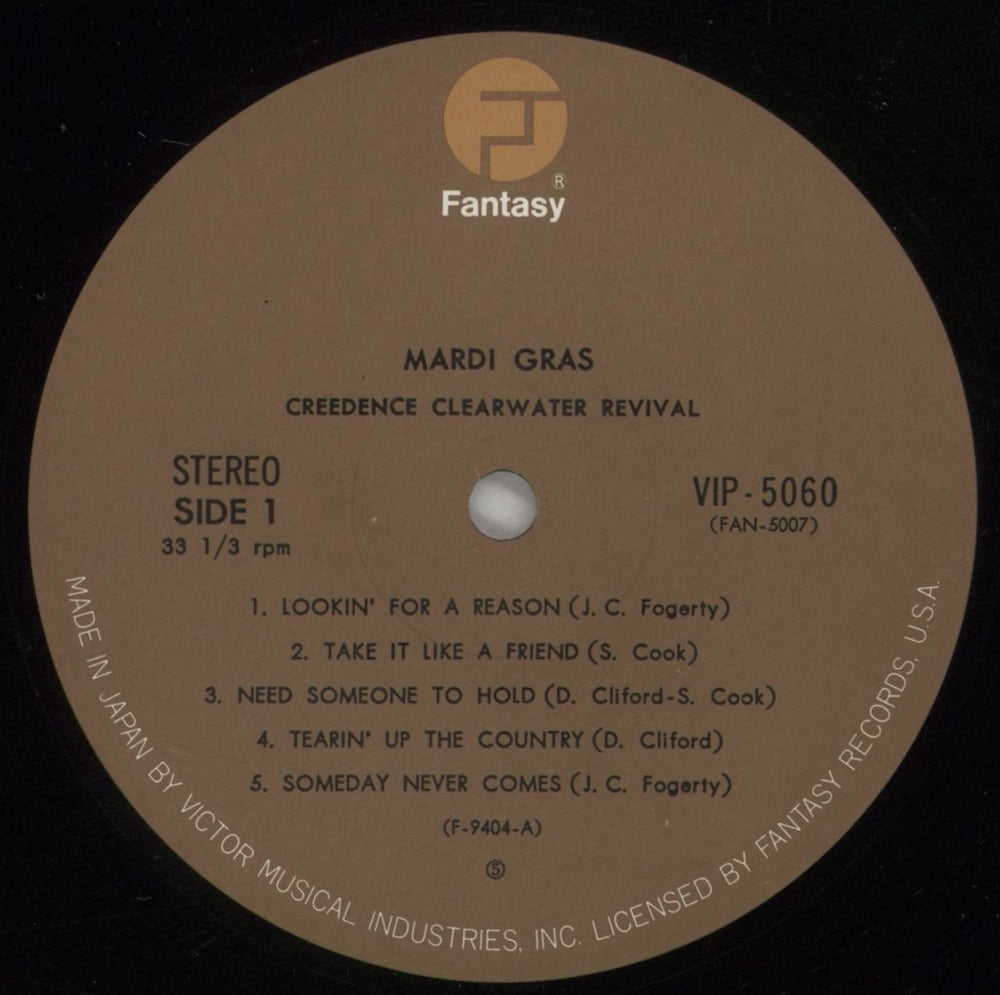 ®
Fantasy
MARDI GRAS
CREEDENCE CLEARWATER REVIVAL
STEREO
SIDE 1
33 1/3 rpm
VIP-5060
(FAN-5007)
1. LOOKIN' FOR A REASON (J. C. Fogerty)
2. TAKE IT LIKE A FRIEND (S. Cook)
3. NEED SOMEONE TO HOLD (D. Cliford-S. Cook)
4. TEARIN' UP THE COUNTRY (D. Cliford)
5. SOMEDAY NEVER COMES (J. C. Fogerty)
(F-9404-A)
⑤
MADE IN JAPAN BY VICTOR MUSICAL INDUSTRIES, INC. LICENSED BY FANTASY RECORDS, U.S.A.